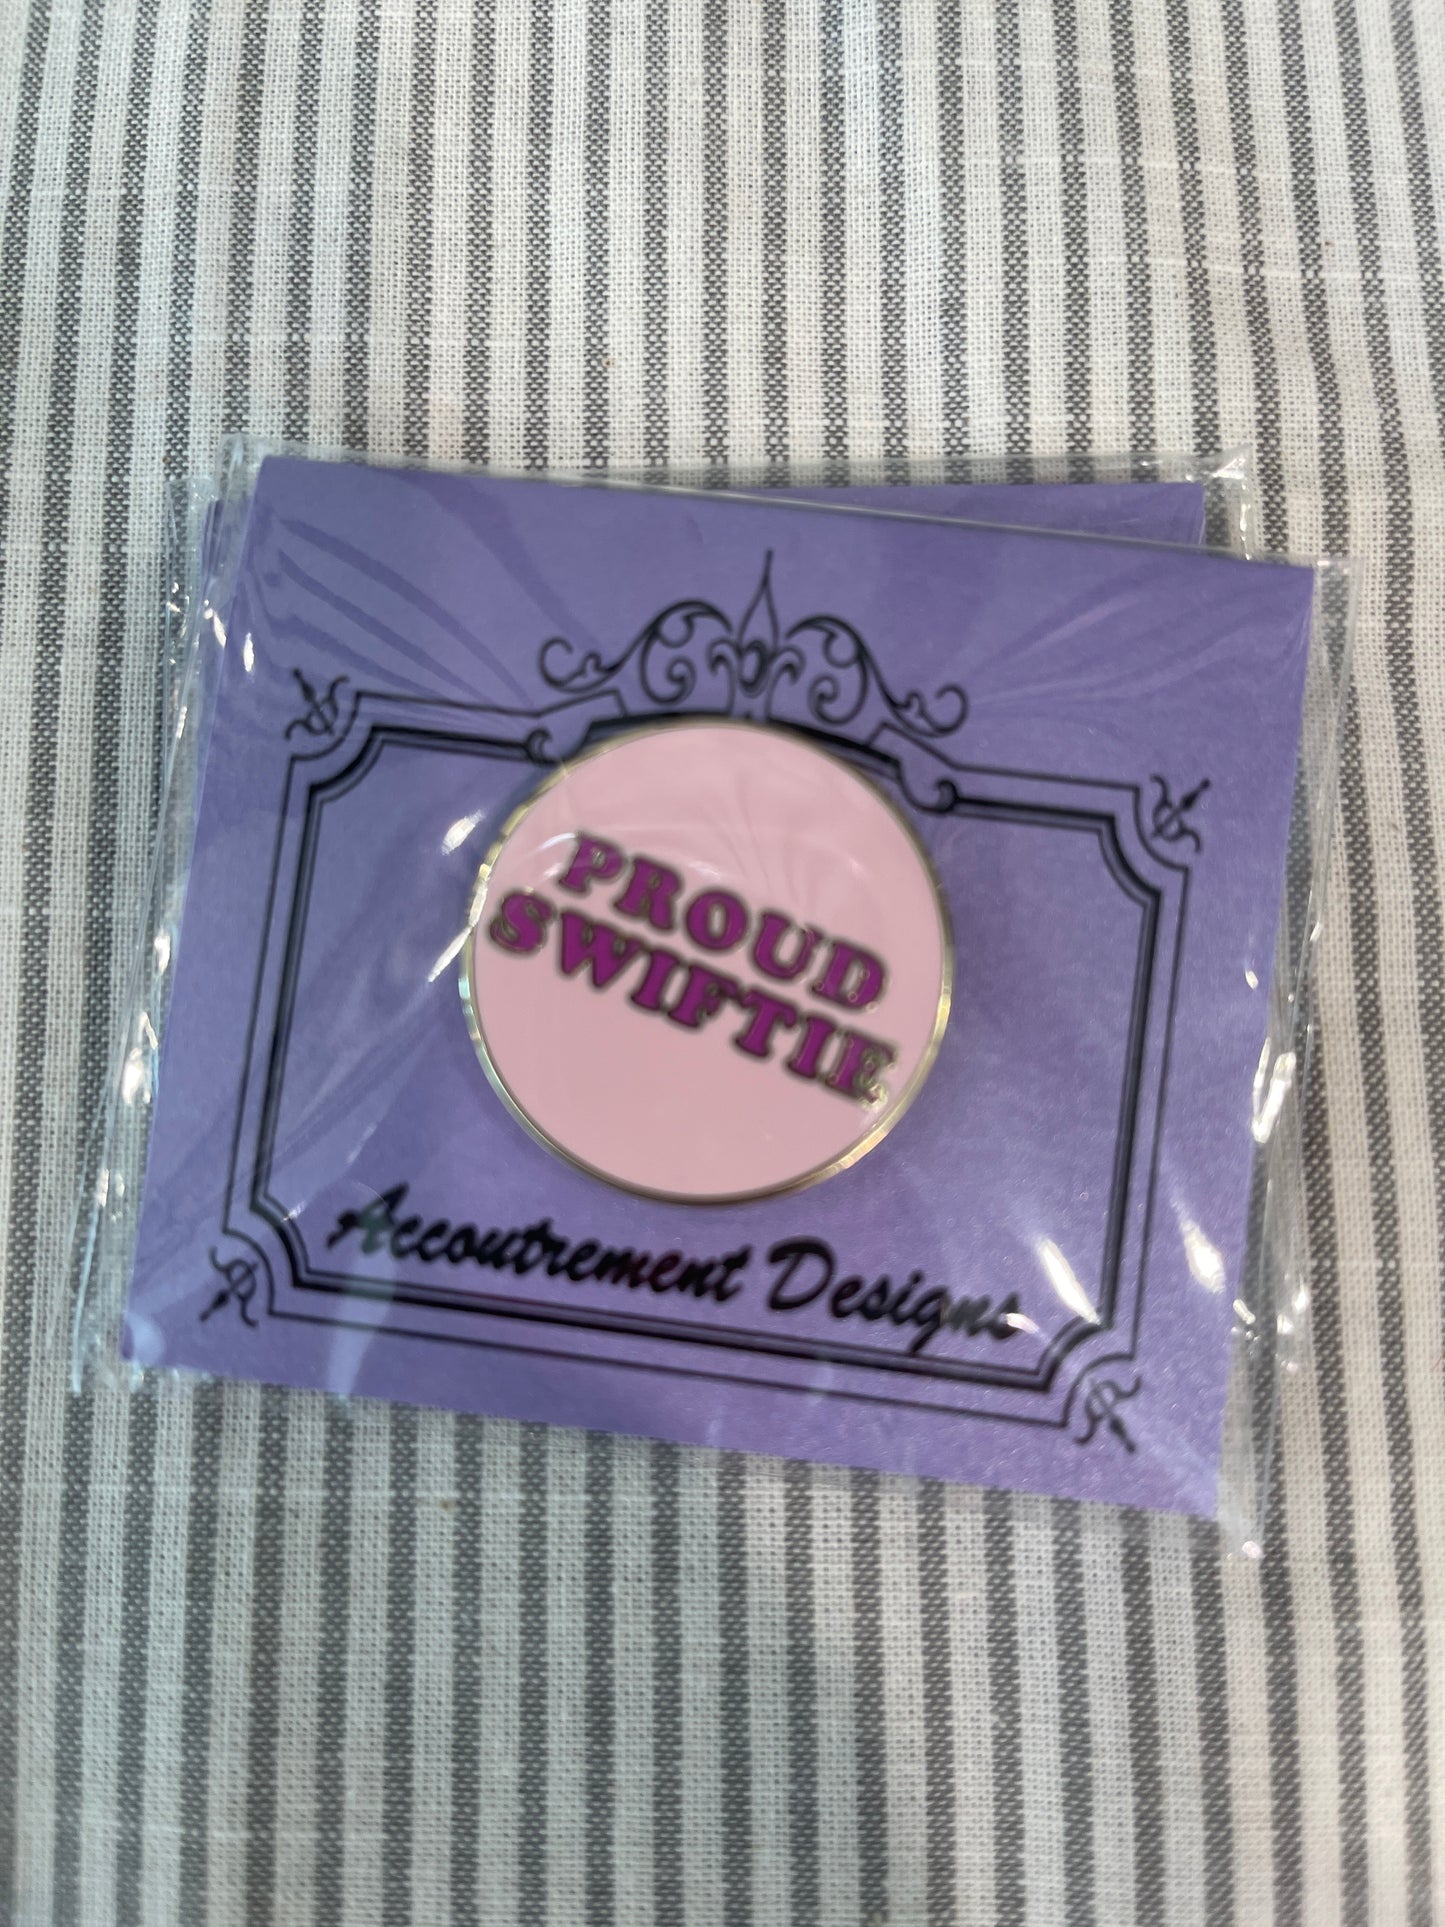 PROUD
SWIFTIE
Accoutrement Designs